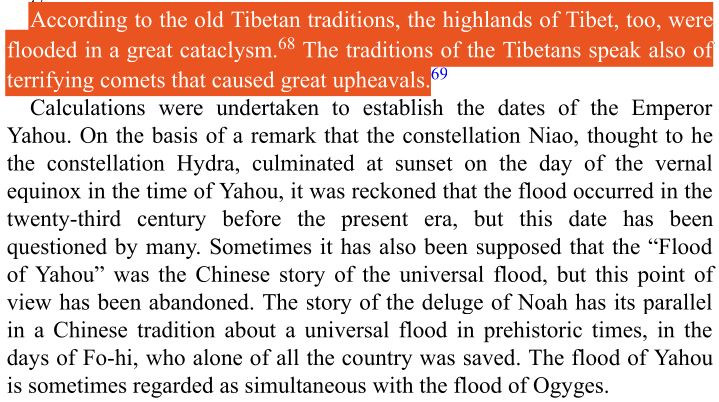 According to the old Tibetan traditions, the highlands of Tibet, too, were
flooded in a great cataclysm.68 The traditions of the Tibetans speak also of
terrifying comets that caused great upheavals.69
Calculations were undertaken to establish the dates of the Emperor
Yahou. On the basis of a remark that the constellation Niao, thought to he
the constellation Hydra, culminated at sunset on the day of the vernal
equinox in the time of Yahou, it was reckoned that the flood occurred in the
twenty-third century before the present era, but this date has been
questioned by many. Sometimes it has also been supposed that the “Flood
of Yahou” was the Chinese story of the universal flood, but this point of
view has been abandoned. The story of the deluge of Noah has its parallel
in a Chinese tradition about a universal flood in prehistoric times, in the
days of Fo-hi, who alone of all the country was saved. The flood of Yahou
is sometimes regarded as simultaneous with the flood of Ogyges.